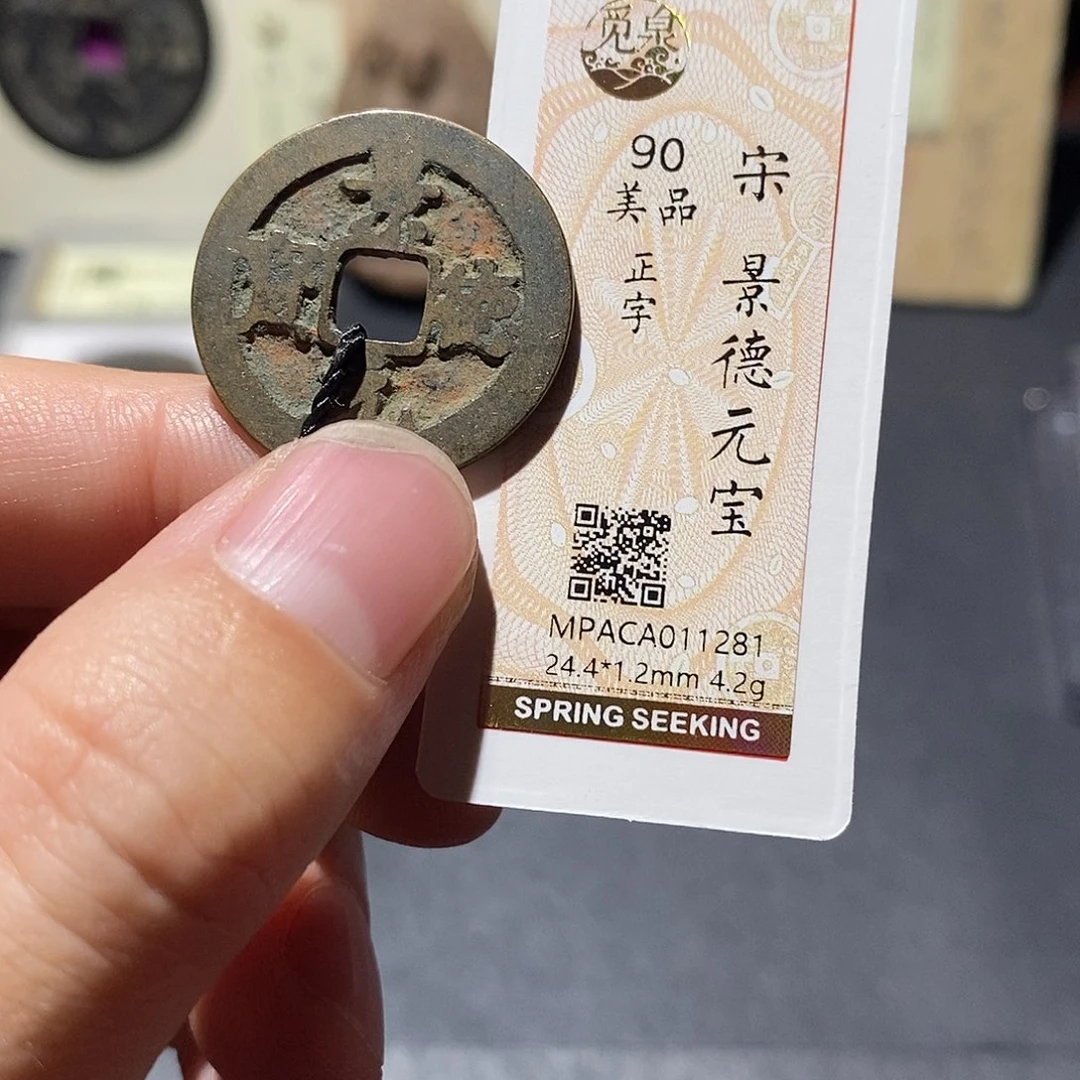 觅泉
宋 景德元宝
90
美品
正字
MPACA011281
24.4*1.2mm 4.2g
SPRING SEEKING